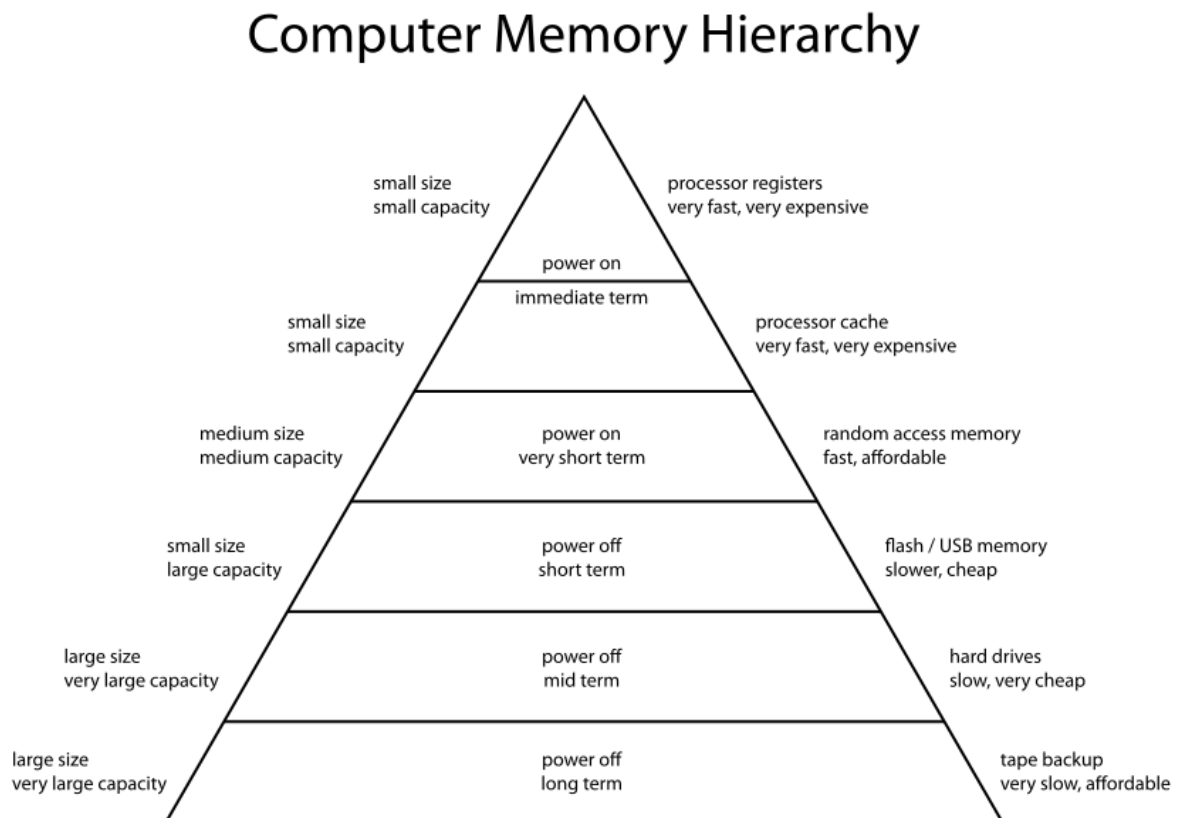 Computer Memory Hierarchy
small size
small capacity
processor registers
very fast, very expensive
power on
immediate term
small size
small capacity
processor cache
very fast, very expensive
medium size
medium capacity
power on
very short term
random access memory
fast, affordable
small size
large capacity
power off
short term
flash / USB memory
slower, cheap
large size
very large capacity
power off
mid term
hard drives
slow, very cheap
large size
very large capacity
power off
long term
tape backup
very slow, affordable